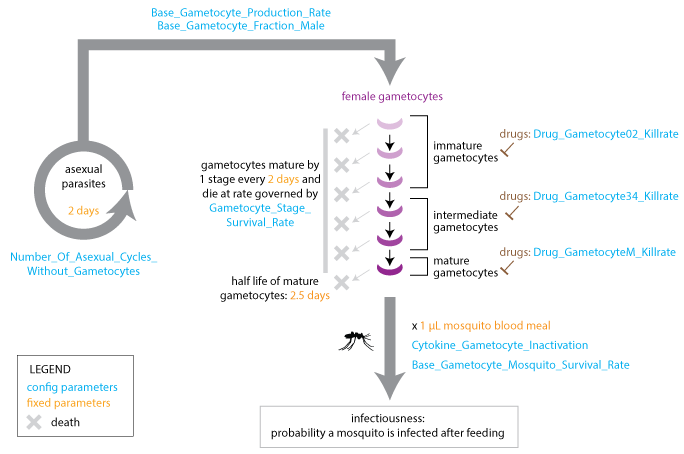 Base_Gametocyte_Production_Rate
Base_Gametocyte_Fraction_Male
female gametocytes
asexual
parasites
2 days
Number_Of_Asexual_Cycles_
Without_Gametocytes
gametocytes mature by
1 stage every 2 days and
die at rate governed by
Gametocyte_Stage_
Survival_Rate
half life of mature
gametocytes: 2.5 days
immature
gametocytes
drugs: Drug_Gametocyte02_Killrate
intermediate
gametocytes
drugs: Drug_Gametocyte34_Killrate
mature
gametocytes
drugs: Drug_GametocyteM_Killrate
x 1 µL mosquito blood meal
Cytokine_Gametocyte_Inactivation
Base_Gametocyte_Mosquito_Survival_Rate
infectiousness:
probability a mosquito is infected after feeding
LEGEND
config parameters
fixed parameters
death